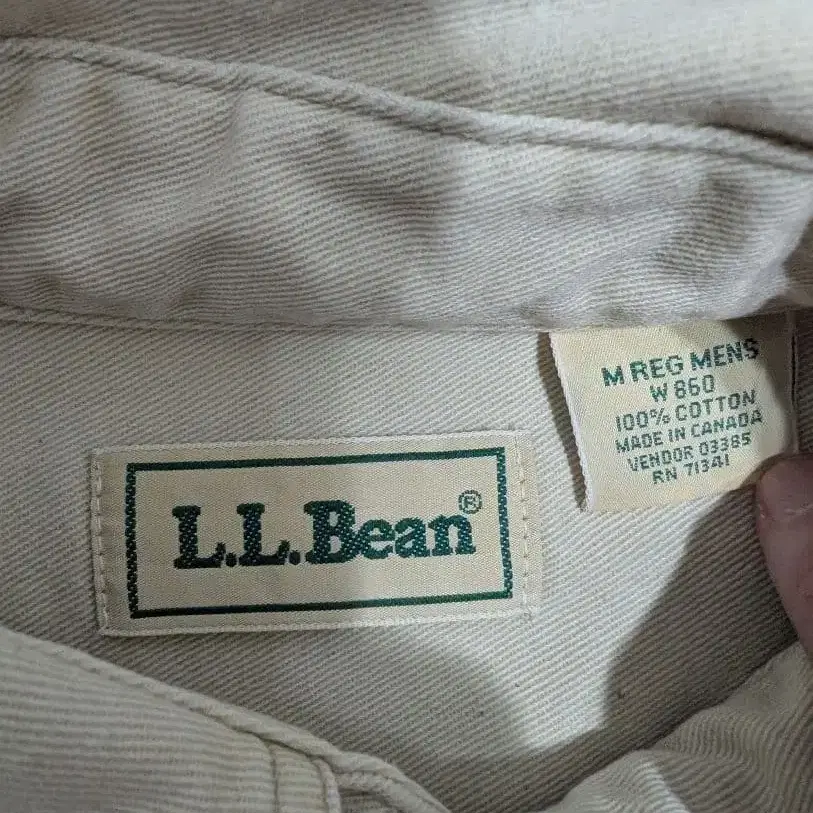 L.L.Bean®
M REG MENS
W 860
100% COTTON
MADE IN CANADA
VENDOR 03385
RN 71341